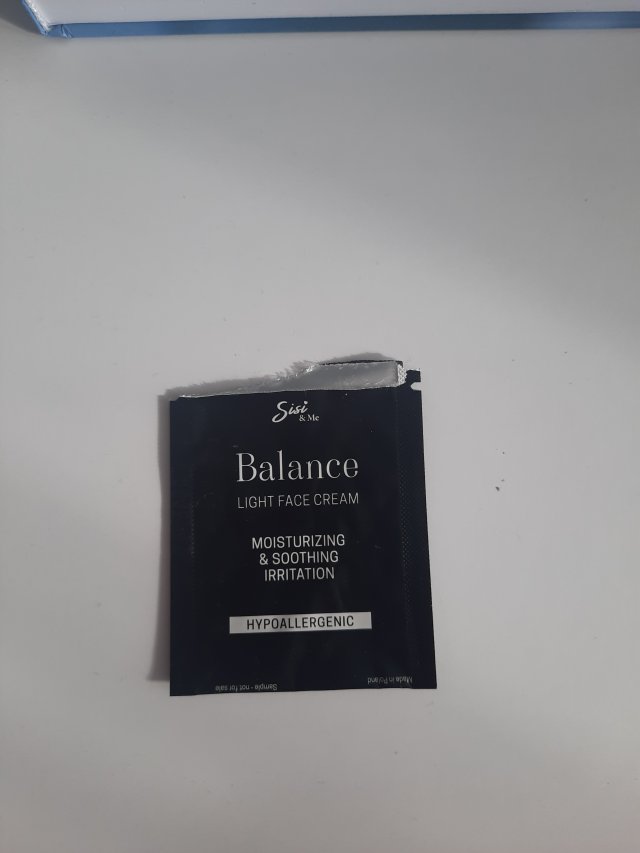 Sisi
& Me
Balance
LIGHT FACE CREAM
MOISTURIZING
& SOOTHING
IRRITATION
HYPOALLERGENIC
Sample - not for sale
Made in Poland